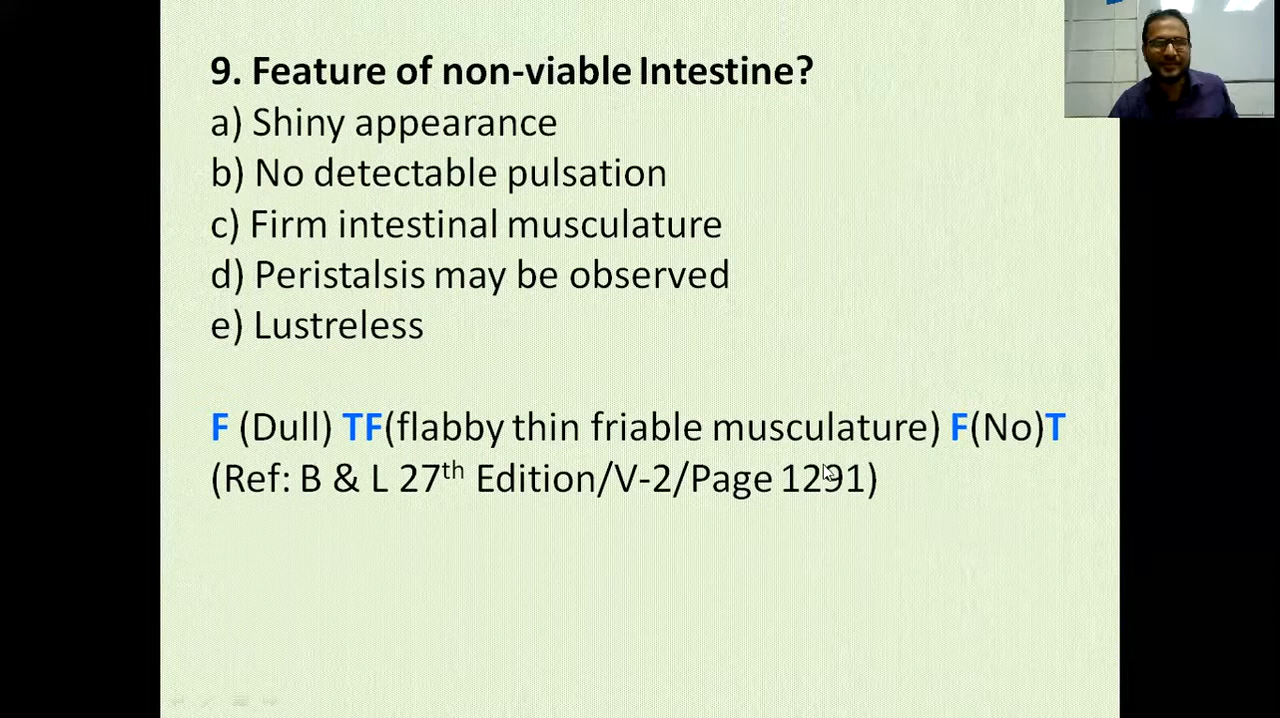 9. Feature of non-viable Intestine?
a) Shiny appearance
b) No detectable pulsation
c) Firm intestinal musculature
d) Peristalsis may be observed
e) Lustreless
F (Dull) TF(flabby thin friable musculature) F(No)T
(Ref: B & L 27th Edition/V-2/Page 1291)